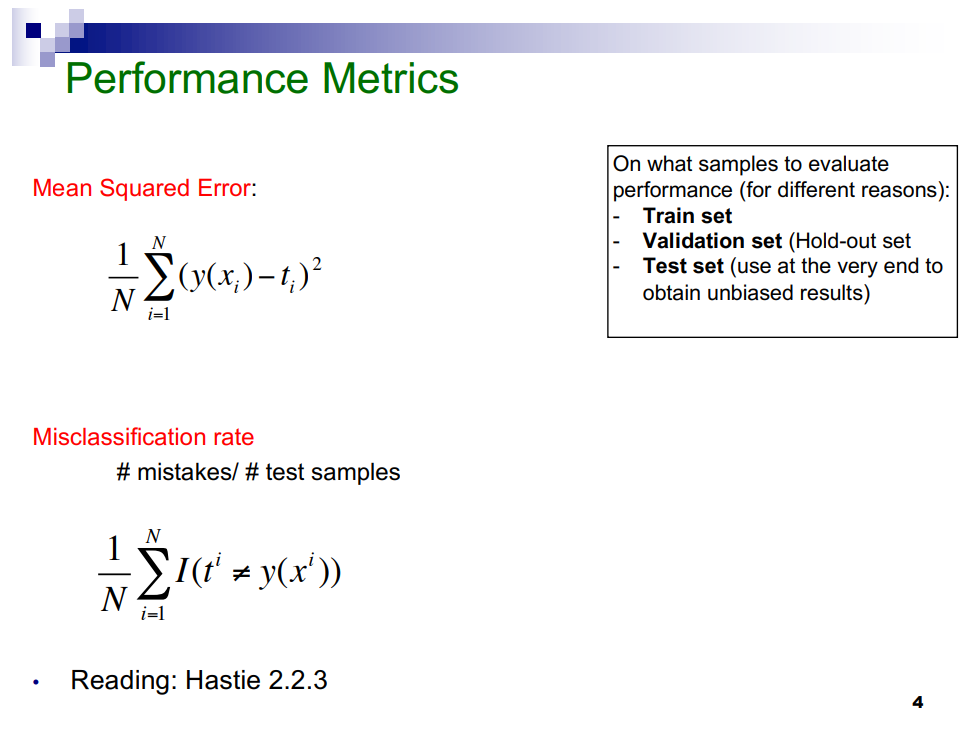 Performance Metrics
Mean Squared Error:
$\frac{1}{N} \sum_{i=1}^{N} (y(x_i) - t_i)^2$
On what samples to evaluate
performance (for different reasons):
- Train set
- Validation set (Hold-out set
- Test set (use at the very end to
obtain unbiased results)
Misclassification rate
# mistakes/ # test samples
$\frac{1}{N} \sum_{i=1}^{N} I(t^i \neq y(x^i))$
• Reading: Hastie 2.2.3
4